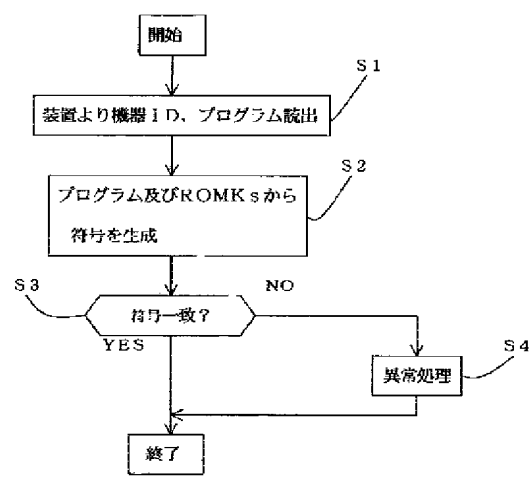 開始
S1
装置より機器ID、プログラム読出
S2
プログラム及びROMKsから
符号を生成
S3
符号一致?
NO
YES
S4
異常処理
終了